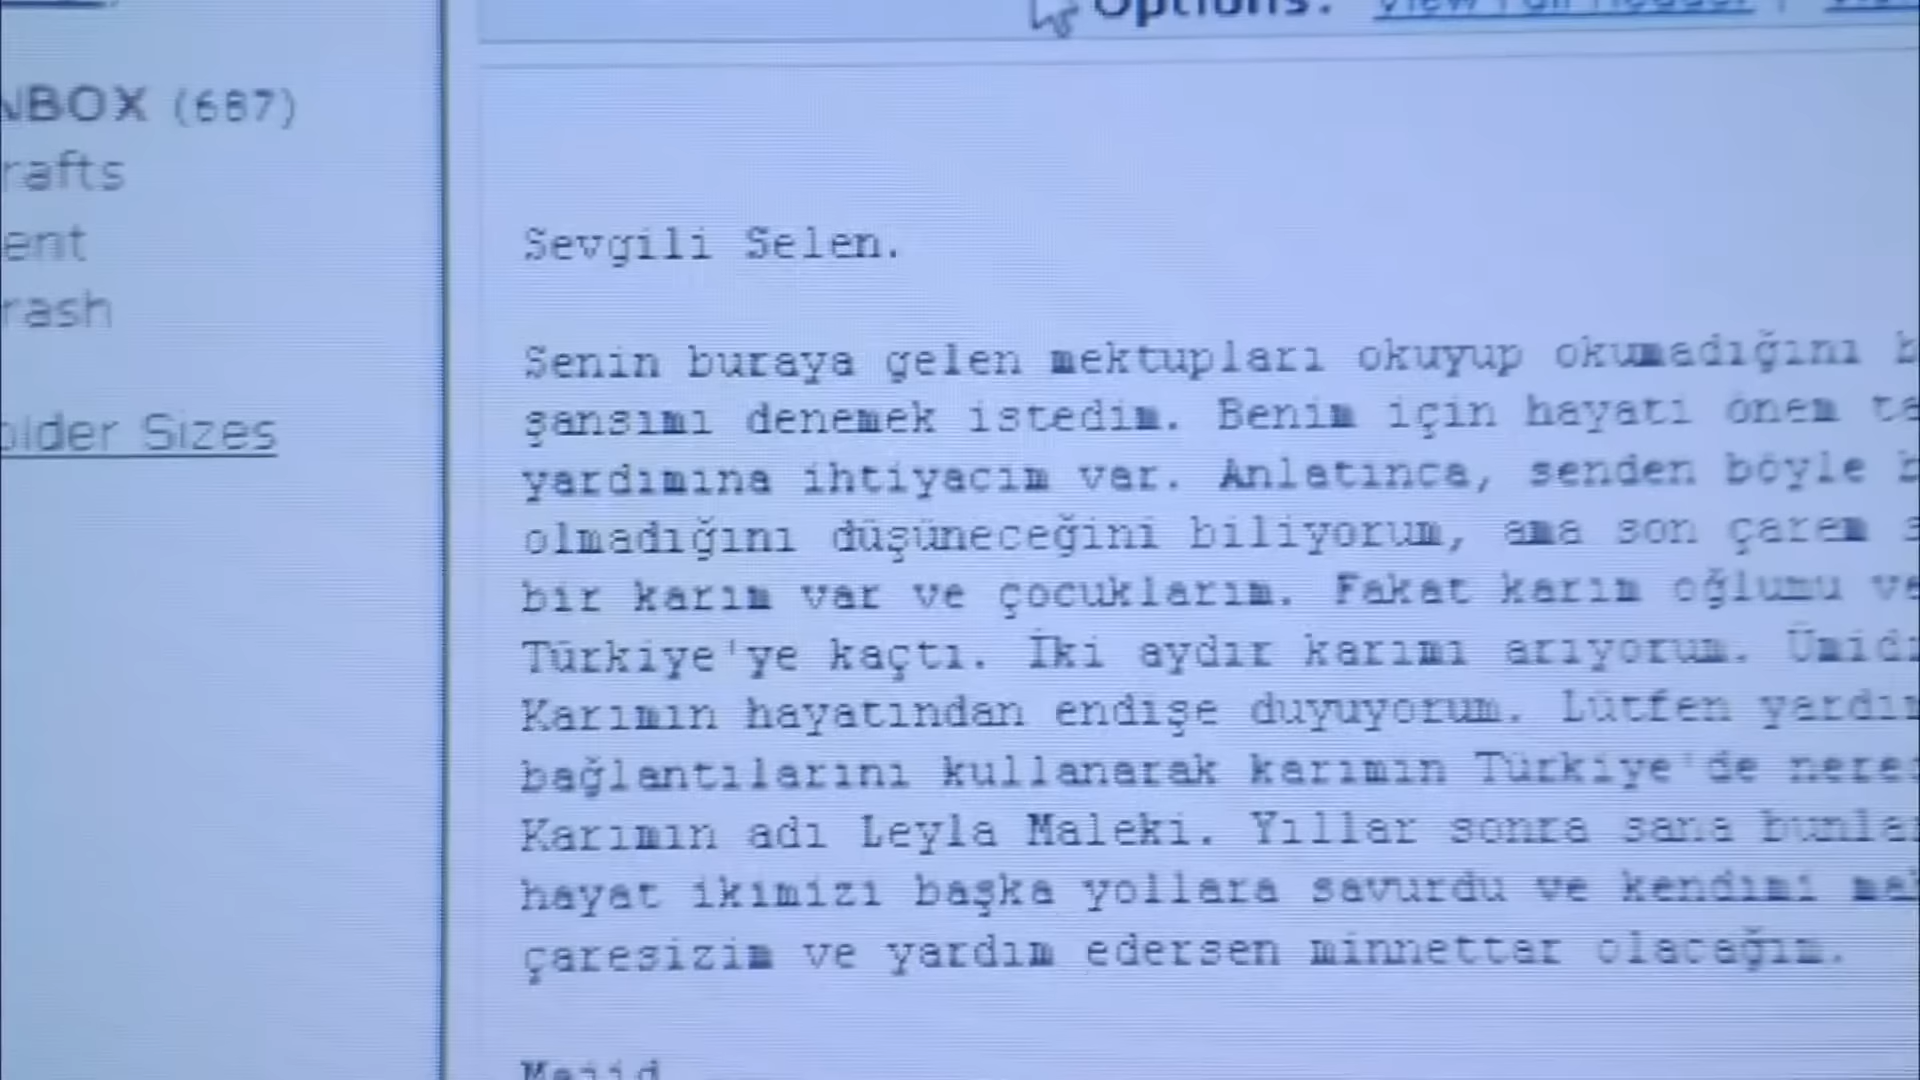 Options:
INBOX (687)
rafts
ent
rash
older Sizes
Sevgili Selen.
Senin buraya gelen mektupları okuyup okumadığını
şansımı denemek istedim. Benim için hayati önem
yardımına ihtiyacım var. Anlatınca, senden böyle
olmadığını düşüneceğini biliyorum, ama son çarem
bir karım var ve çocuklarım. Fakat karım oğlumu
Türkiye'ye kaçtı. İki aydır karımı arıyorum.
Karımın hayatından endişe duyuyorum. Lütfen
bağlantılarını kullanarak karımın Türkiye'de
Karımın adı Leyla Maleki. Yıllar sonra sana
hayat ikimizi başka yollara savurdu ve kendimi
çaresizim ve yardım edersen minnettar olacağım.
Majid